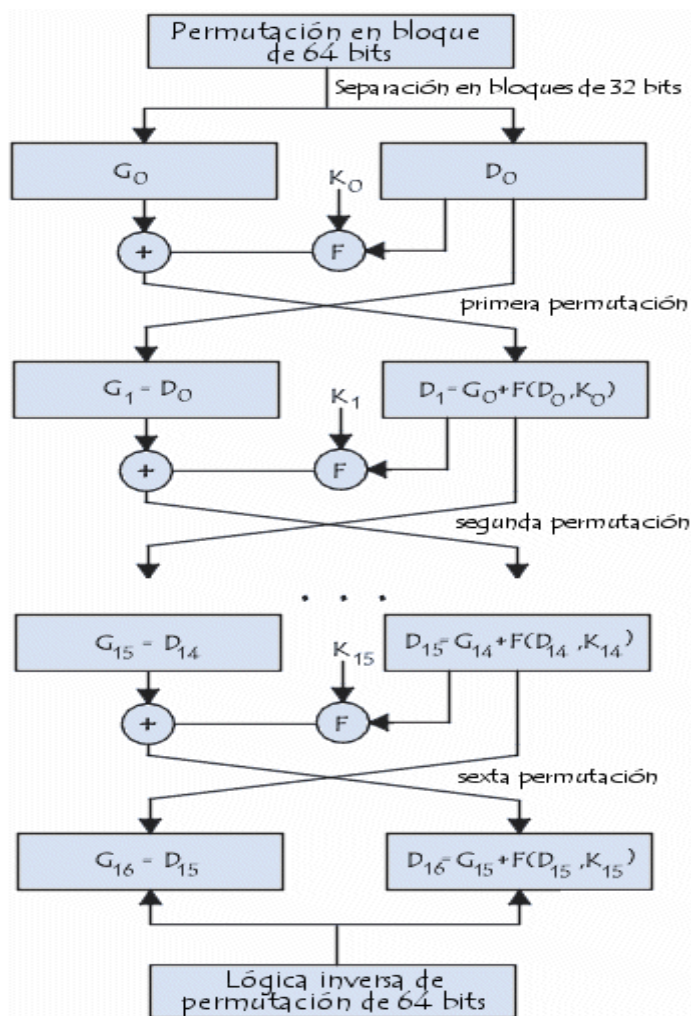 Permutación en bloque
de 64 bits
Separación en bloques de 32 bits
G0
K0
D0
+
F
primera permutación
G1 = D0
K1
D1=G0+F(D0,K0)
+
F
segunda permutación
. . .
G15 = D14
K15
D15=G14+F(D14,K14)
+
F
sexta permutación
G16 = D15
D16=G15+F(D15,K15)
Lógica inversa de
permutación de 64 bits